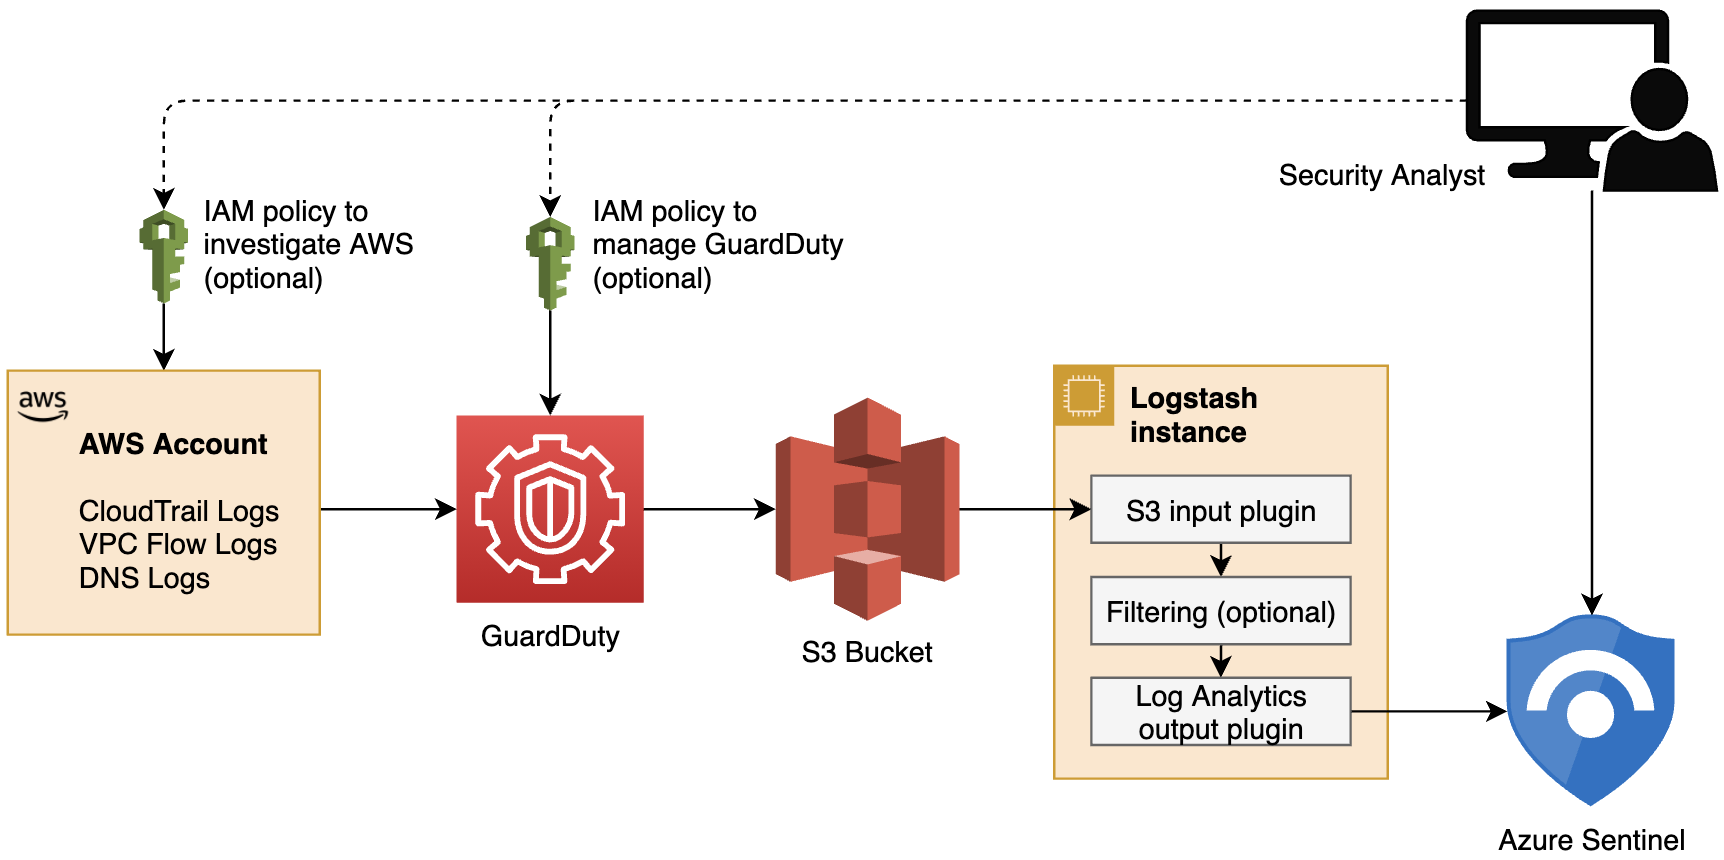 Security Analyst
IAM policy to
investigate AWS
(optional)
IAM policy to
manage GuardDuty
(optional)
aws
AWS Account
CloudTrail Logs
VPC Flow Logs
DNS Logs
GuardDuty
S3 Bucket
Logstash
instance
S3 input plugin
Filtering (optional)
Log Analytics
output plugin
Azure Sentinel